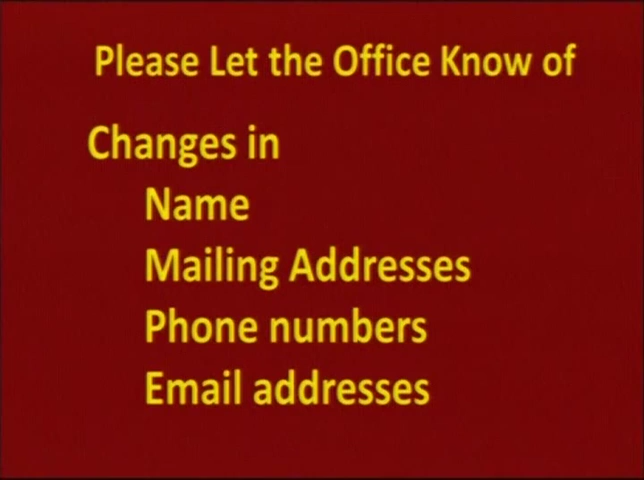 Please Let the Office Know of
Changes in
Name
Mailing Addresses
Phone numbers
Email addresses